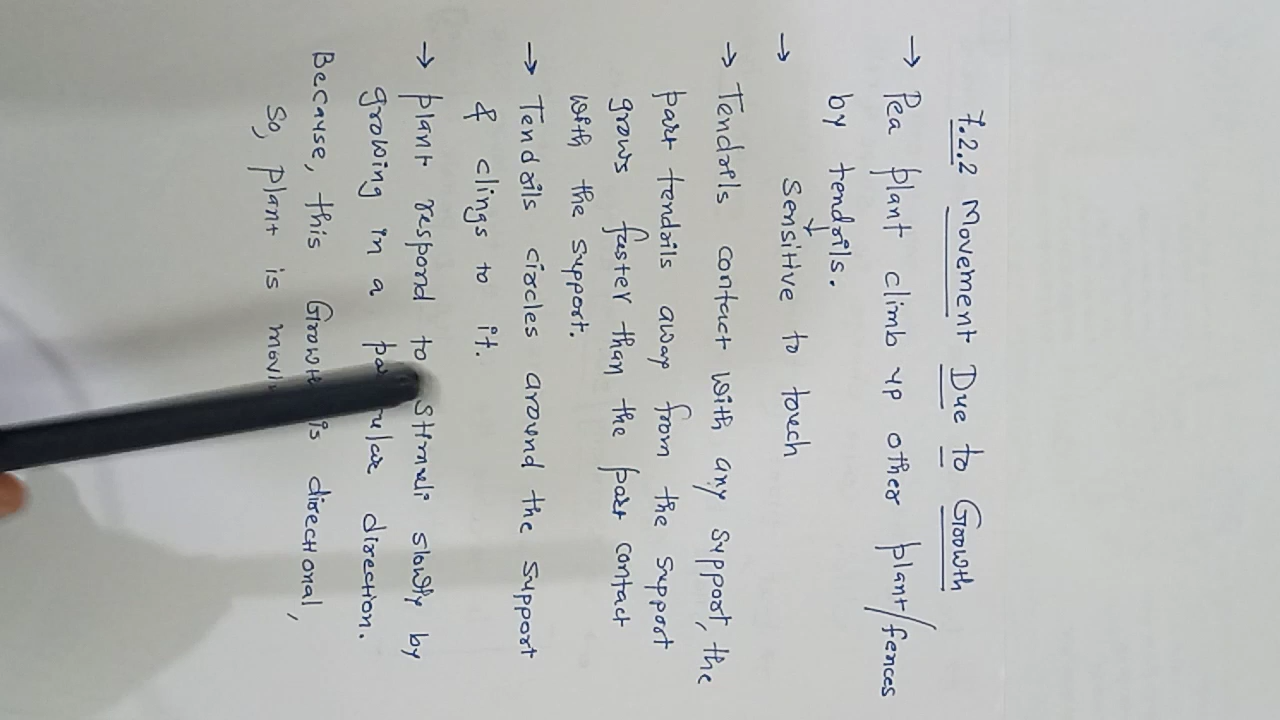 7.2.2 Movement Due to Growth
→ Pea plant climb up other plant/fences
by tendrils.
↓
→ Sensitive to touch
→ Tendrils contact with any support, the
part tendrils away from the support
grows faster than the part contact
with the support.
→ Tendrils circles around the support
& clings to it.
→ plant respond to stimuli slowly by
growing in a direction.
Because, this Growth is directional,
So, plant is